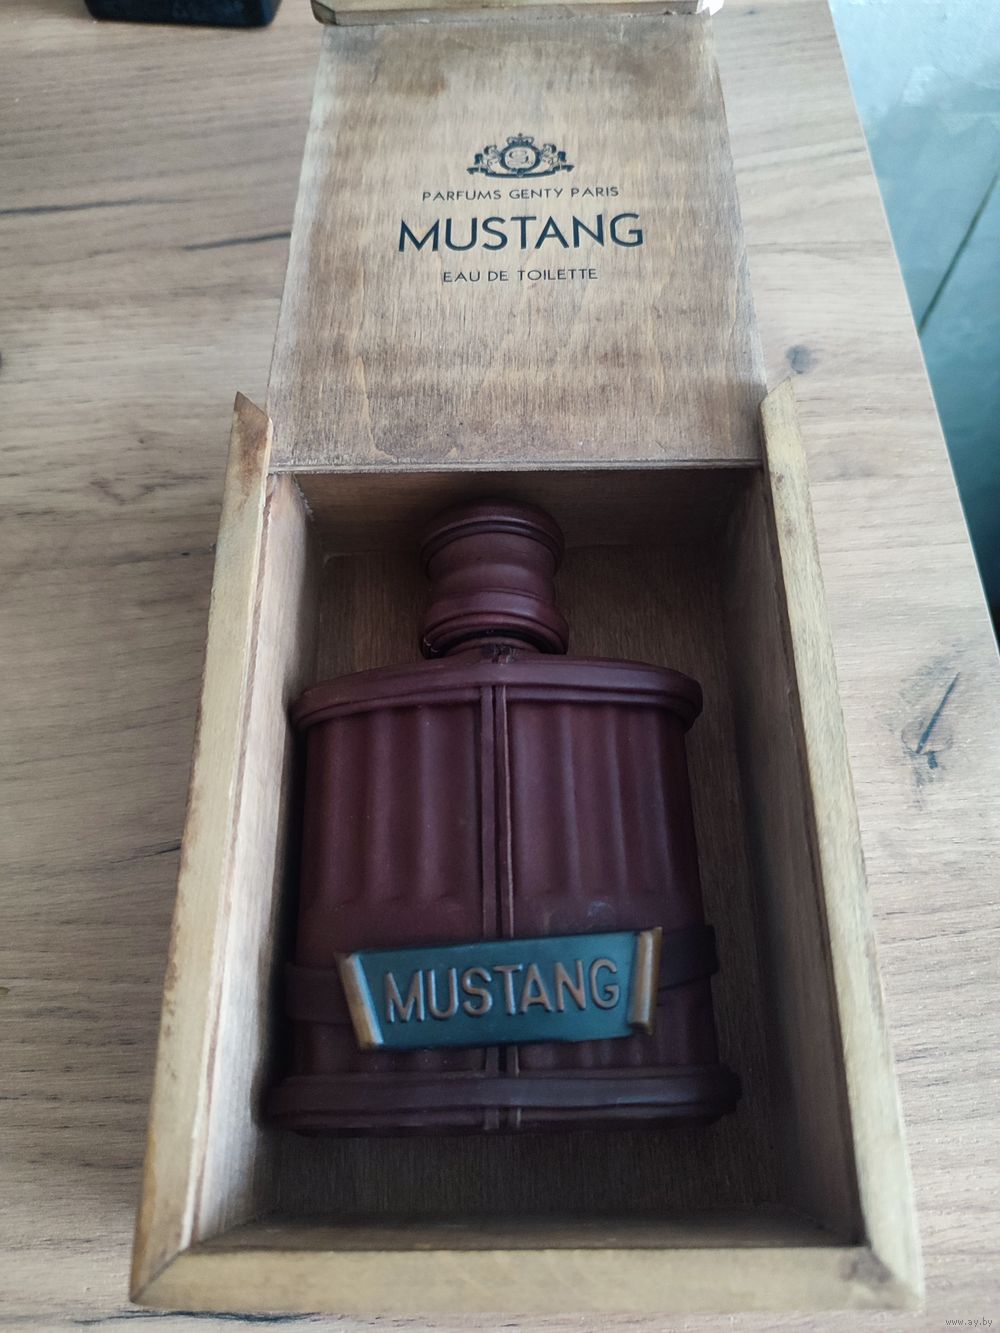 PARFUMS GENTY PARIS
MUSTANG
EAU DE TOILETTE
MUSTANG
www.ay.by